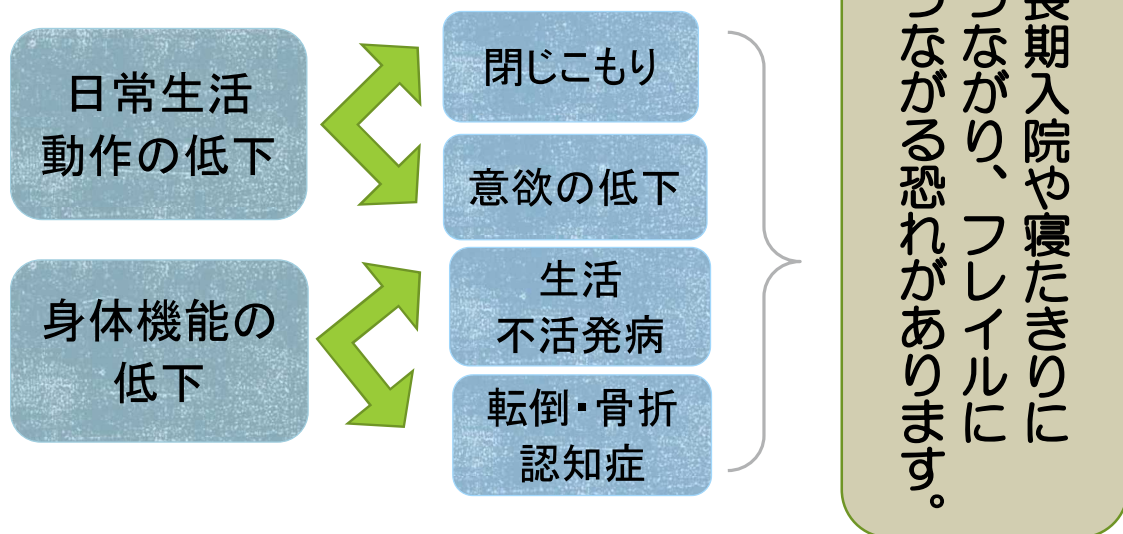 日常生活
動作の低下
身体機能の
低下
閉じこもり
意欲の低下
生活
不活発病
転倒・骨折
認知症
長期入院や寝たきりに
つながり、フレイルに
つながる恐れがあります。